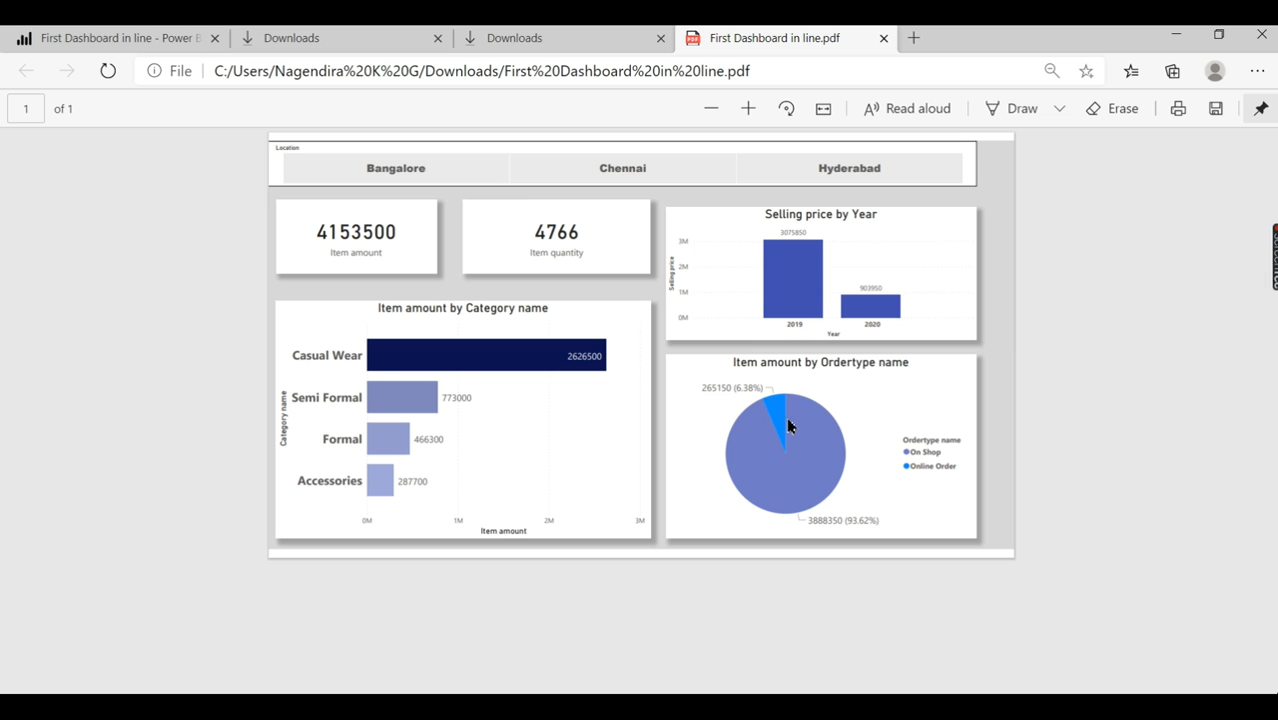 First Dashboard in line - Power B
Downloads
Downloads
First Dashboard in line.pdf
File
C:/Users/Nagendira%20K%20G/Downloads/First%20Dashboard%20in%20line.pdf
1 of 1
Read aloud
Draw
Erase
Location
Bangalore
Chennai
Hyderabad
4153500
Item amount
4766
Item quantity
Selling price by Year
Selling price
3M
2M
1M
0M
3075850
903950
2019
2020
Year
Item amount by Category name
Category name
Casual Wear
2626500
Semi Formal
773000
Formal
466300
Accessories
287700
0M
1M
2M
3M
Item amount
Item amount by Ordertype name
265150 (6.38%)
3888350 (93.62%)
Ordertype name
On Shop
Online Order